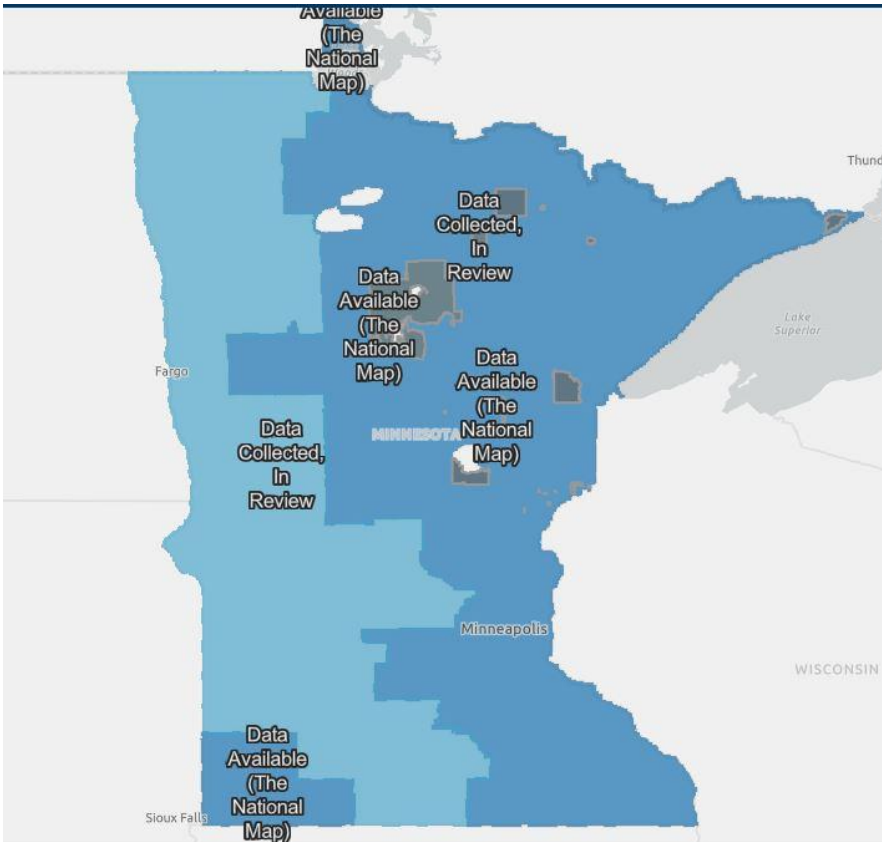 Available
(The
National
Map)
Thund
Data
Collected,
In
Review
Data
Available
(The
National
Map)
Lake
Superior
Data
Available
(The
National
Map)
Fargo
MINNESOTA
Data
Collected,
In
Review
Minneapolis
WISCONSIN
Data
Available
(The
National
Map)
Sioux Falls